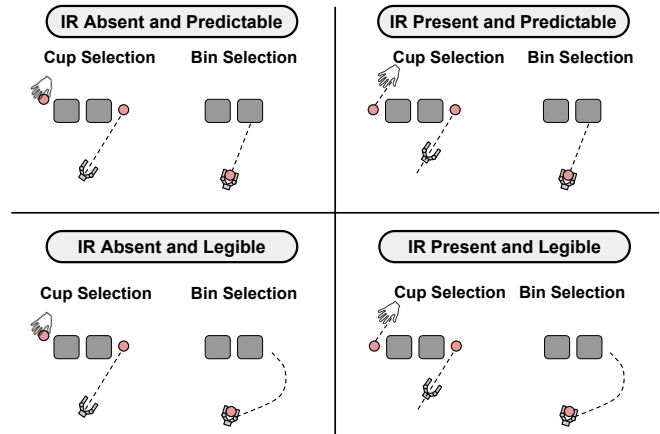 IR Absent and Predictable
Cup Selection Bin Selection
IR Present and Predictable
Cup Selection Bin Selection
IR Absent and Legible
Cup Selection Bin Selection
IR Present and Legible
Cup Selection Bin Selection